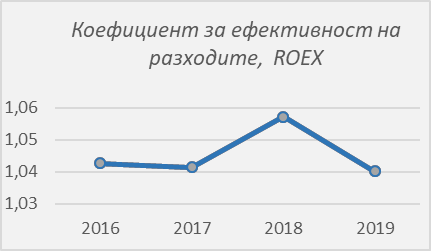 Коефициент за ефективност на
разходите, ROEX
1,06
1,05
1,04
1,03
2016 2017 2018 2019